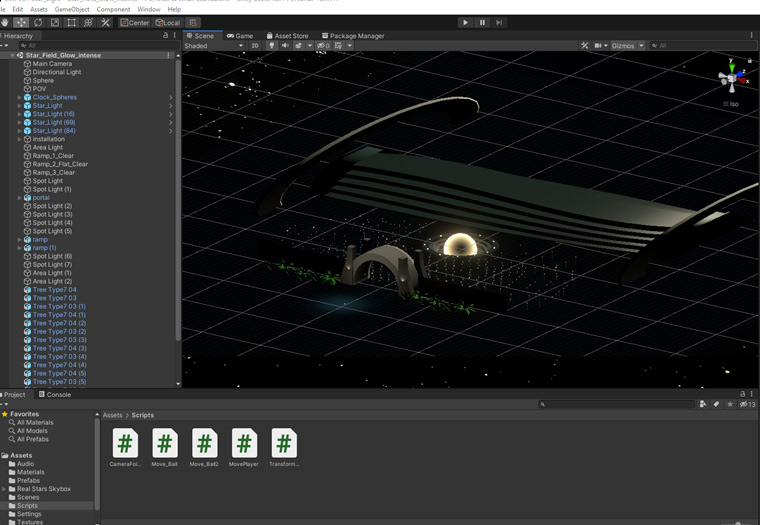 Edit Assets GameObject Component Window Help
Center Local
Hierarchy Scene Game Asset Store Package Manager
All Shaded 2D 0 Gizmos All
Star_Field_Glow_intense
Main Camera
Directional Light
Sphere
POV
Clock_Spheres
Star_Light
Star_Light (16)
Star_Light (69)
Star_Light (84)
Installation
Area Light
Ramp_1_Clear
Ramp_2_Flat_Clear
Ramp_3_Clear
Spot Light
Spot Light (1)
portal
Spot Light (2)
Spot Light (3)
Spot Light (4)
Spot Light (5)
ramp
ramp (1)
Spot Light (6)
Spot Light (7)
Area Light (1)
Area Light (2)
Tree Type7 04
Tree Type7 03
Tree Type7 03 (1)
Tree Type7 04 (1)
Tree Type7 04 (2)
Tree Type7 03 (2)
Tree Type7 03 (3)
Tree Type7 04 (3)
Tree Type7 03 (4)
Tree Type7 04 (4)
Tree Type7 04 (5)
Tree Type7 03 (5)
y
z
x
Iso
Project Console
13
Favorites
All Materials
All Models
All Prefabs
Assets
Audio
Materials
Prefabs
Real Stars Skybox
Scenes
Scripts
Settings
Textures
Assets > Scripts
# # # # #
CameraFol... Move_Ball Move_Ball2 MovePlayer Transform...